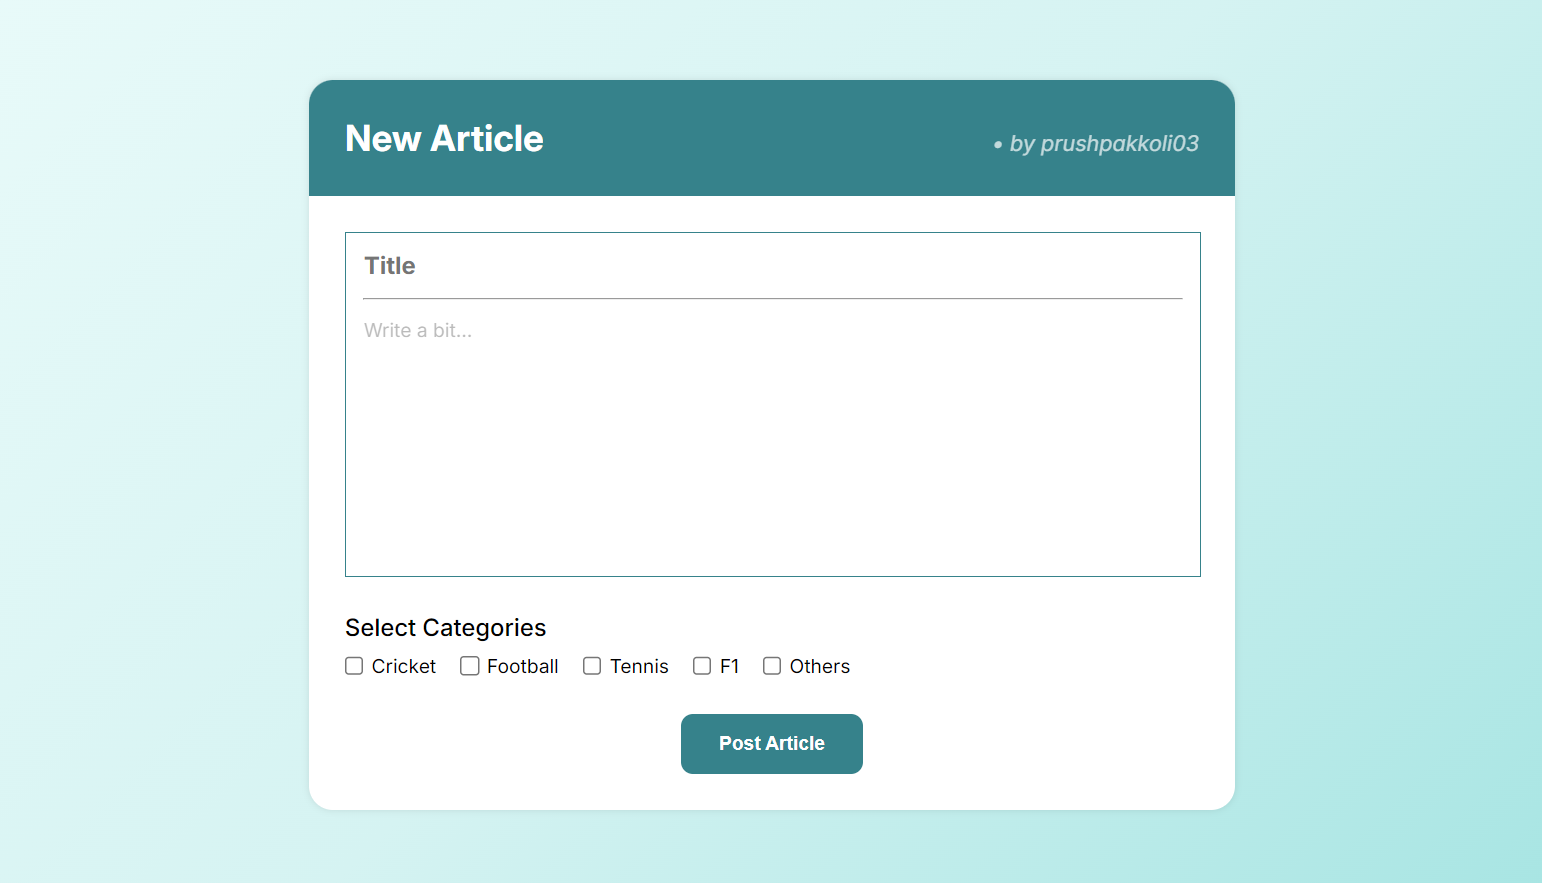 New Article
• by prushpakkoli03
Title
Write a bit...
Select Categories
Cricket Football Tennis F1 Others
Post Article